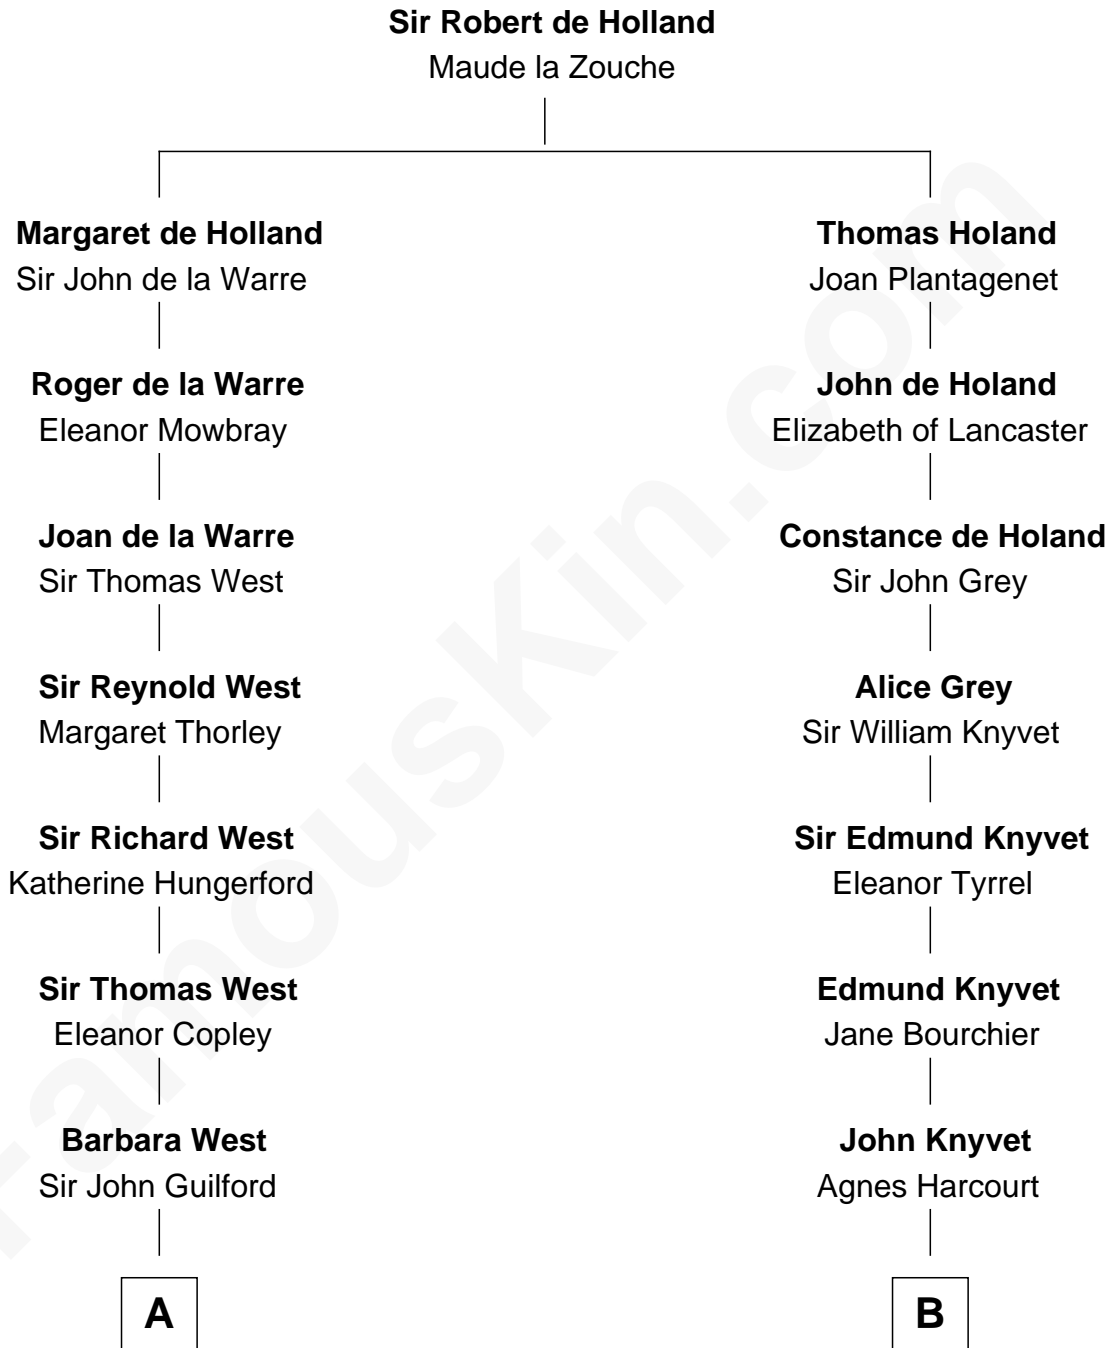 Sir Robert de Holland
Maude la Zouche
Margaret de Holland
Sir John de la Warre
Roger de la Warre
Eleanor Mowbray
Joan de la Warre
Sir Thomas West
Sir Reynold West
Margaret Thorley
Sir Richard West
Katherine Hungerford
Sir Thomas West
Eleanor Copley
Barbara West
Sir John Guilford
A
Thomas Holand
Joan Plantagenet
John de Holand
Elizabeth of Lancaster
Constance de Holand
Sir John Grey
Alice Grey
Sir William Knyvet
Sir Edmund Knyvet
Eleanor Tyrrel
Edmund Knyvet
Jane Bourchier
John Knyvet
Agnes Harcourt
B
FamousKin.com